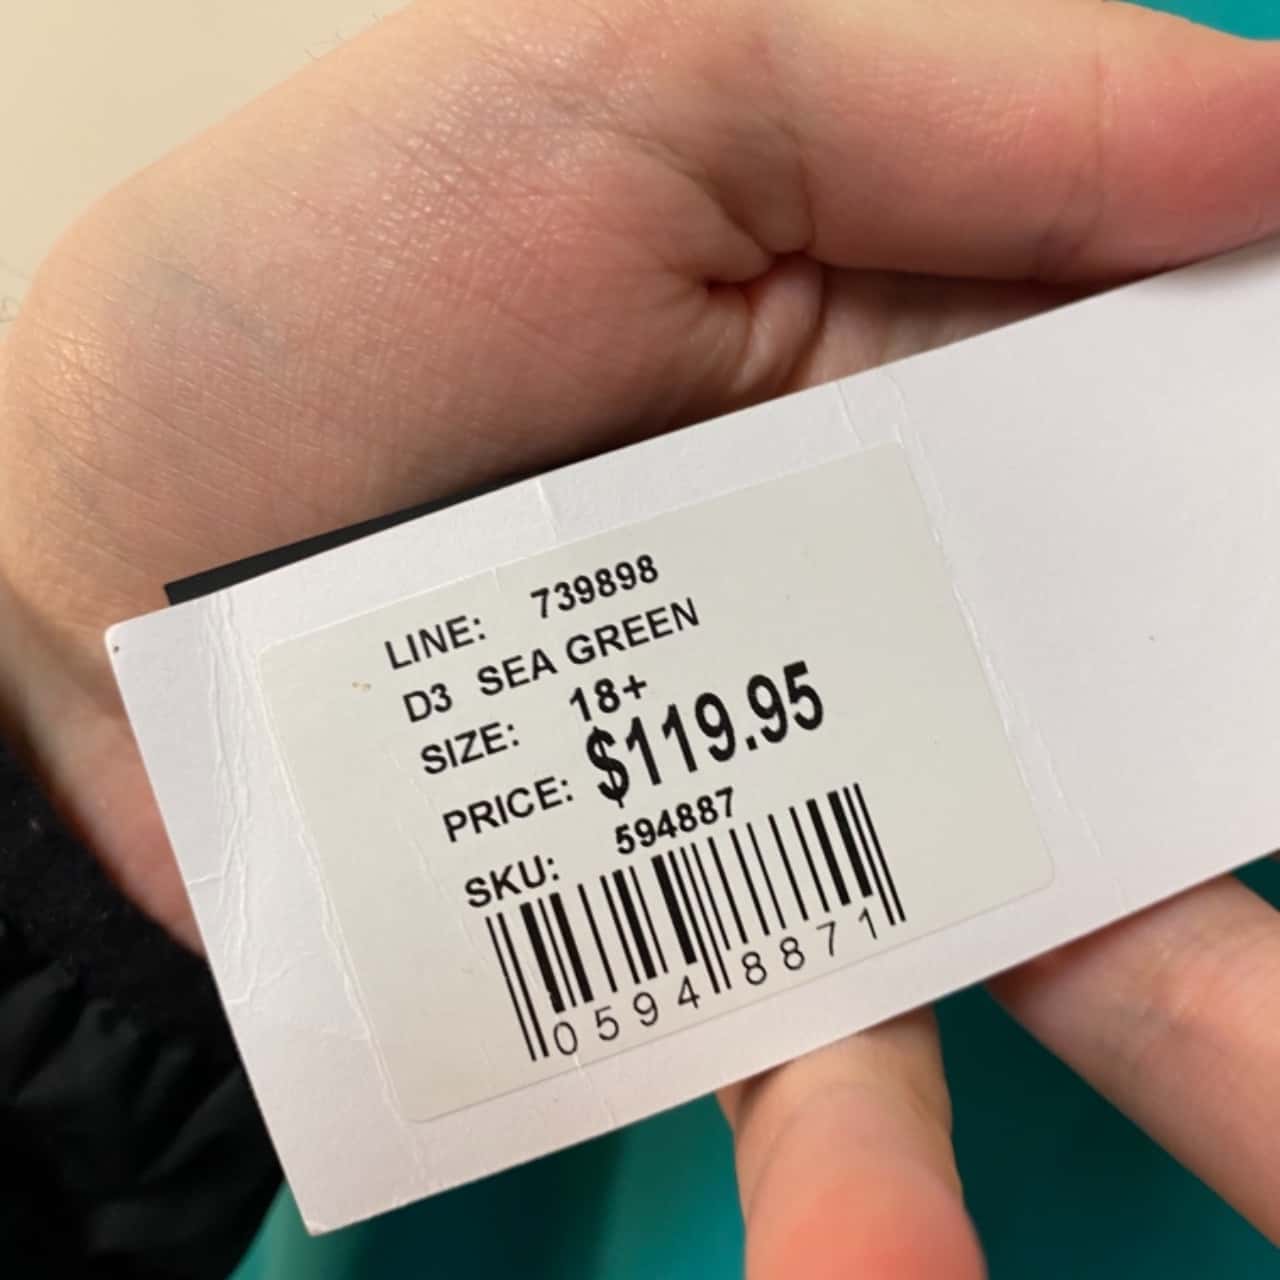 LINE: 739898
D3 SEA GREEN
SIZE: 18+
PRICE: $119.95
SKU: 594887
0594 8871